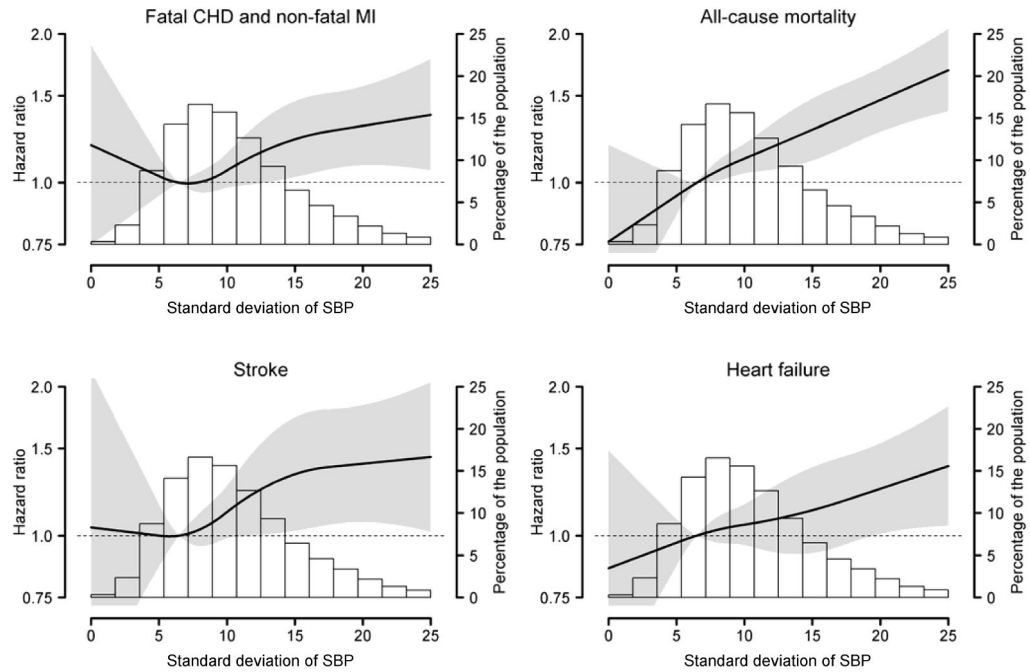 Fatal CHD and non-fatal MI
2.0
1.5
1.0
0.75
Hazard ratio
25
20
15
10
5
0
Percentage of the population
0 5 10 15 20 25
Standard deviation of SBP
All-cause mortality
2.0
1.5
1.0
0.75
Hazard ratio
25
20
15
10
5
0
Percentage of the population
0 5 10 15 20 25
Standard deviation of SBP
Stroke
2.0
1.5
1.0
0.75
Hazard ratio
25
20
15
10
5
0
Percentage of the population
0 5 10 15 20 25
Standard deviation of SBP
Heart failure
2.0
1.5
1.0
0.75
Hazard ratio
25
20
15
10
5
0
Percentage of the population
0 5 10 15 20 25
Standard deviation of SBP